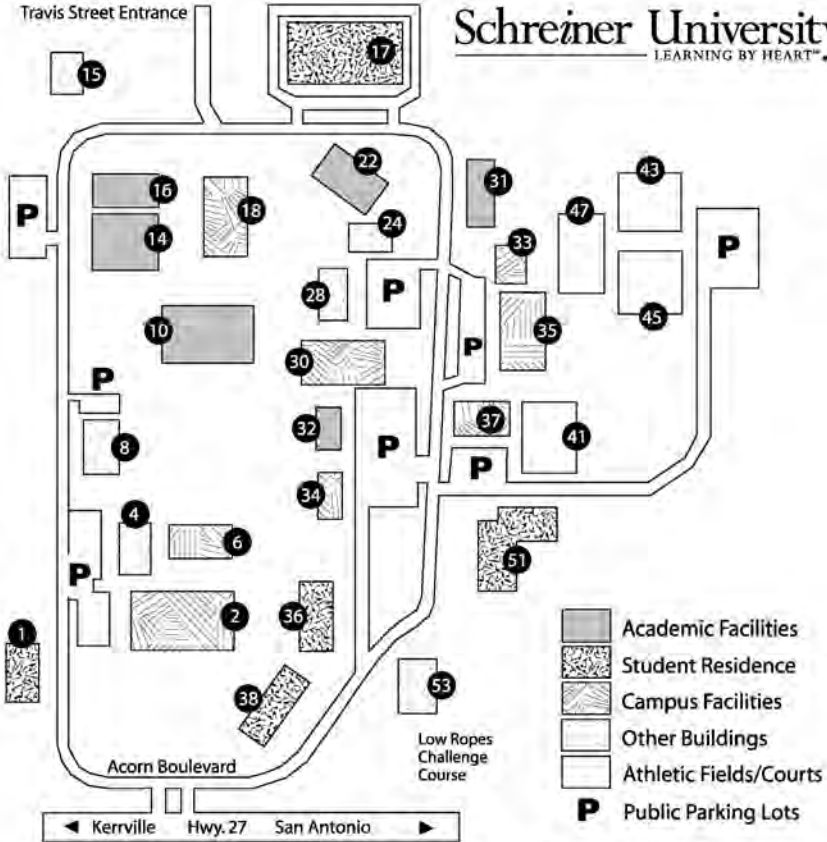 Travis Street Entrance
Schreiner University
LEARNING BY HEART™
17
15
22
31
43
16
18
47
14
24
33
P
28
P
P
10
35
45
30
P
P
32
37
41
8
P
P
34
4
6
51
P
2
36
1
38
53
Low Ropes
Challenge
Course
Acorn Boulevard
◄ Kerrville Hwy. 27 San Antonio ►
Academic Facilities
Student Residence
Campus Facilities
Other Buildings
Athletic Fields/Courts
P Public Parking Lots